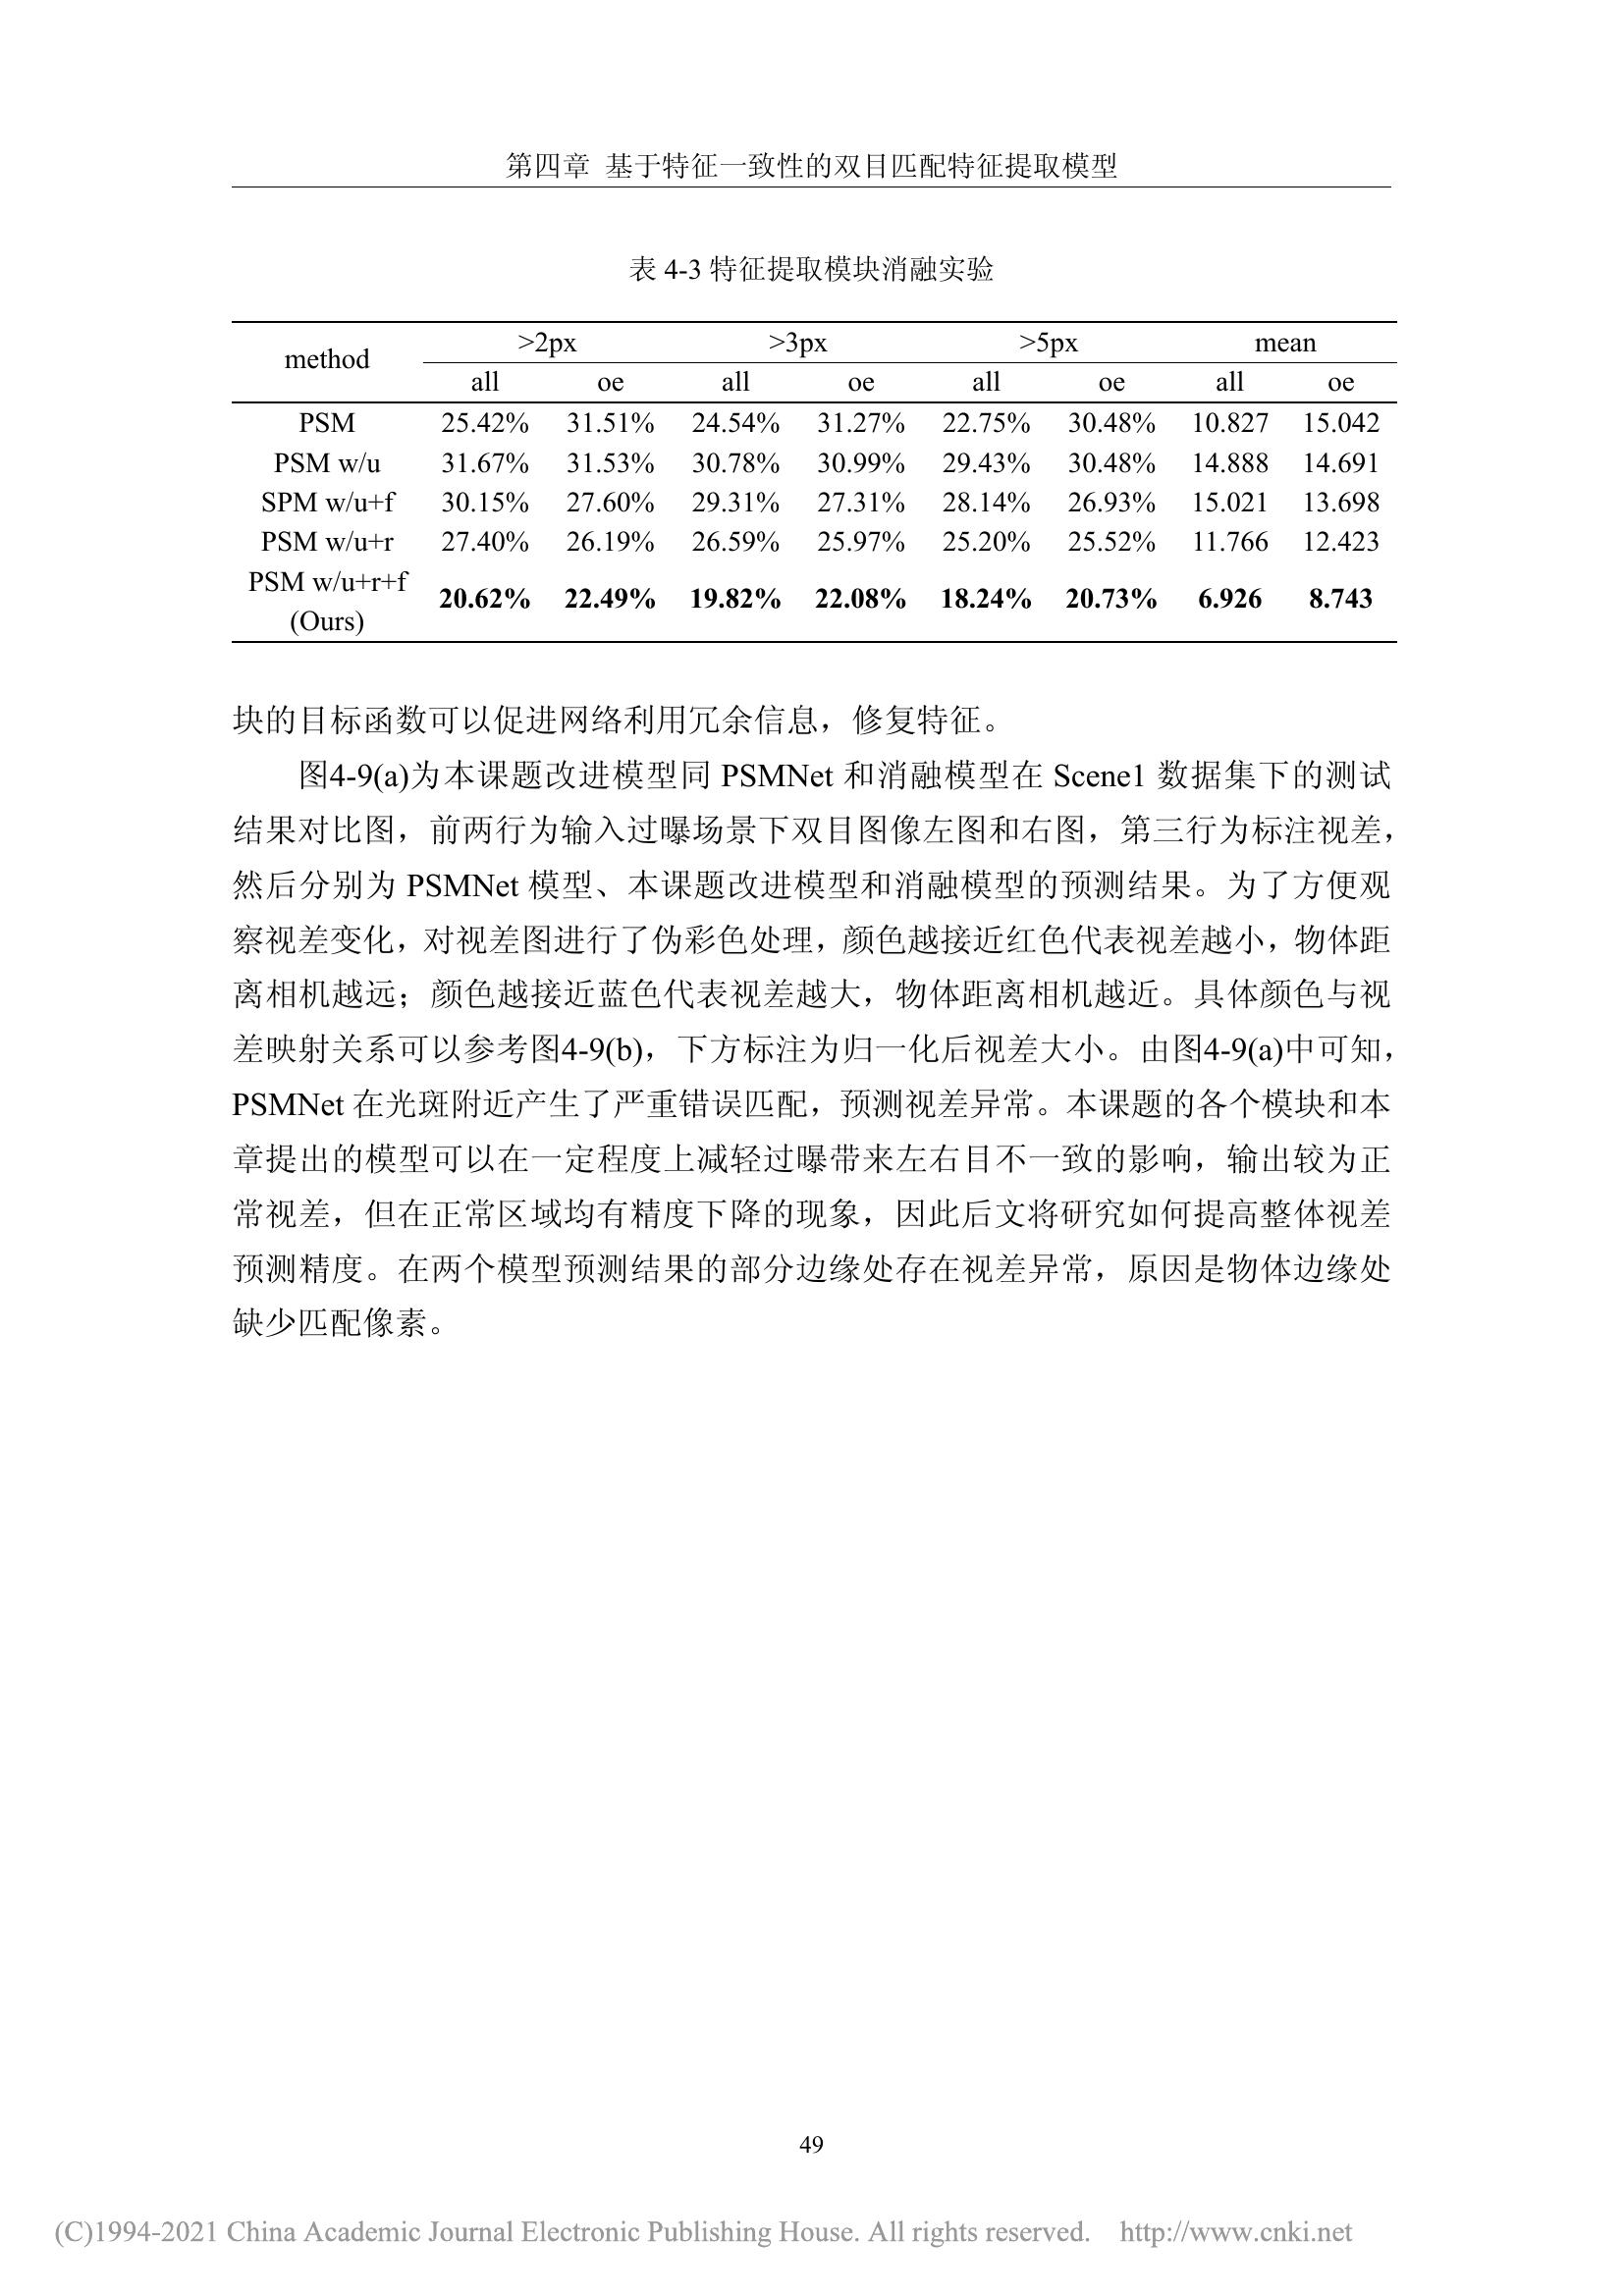 第四章 基于特征一致性的双目匹配特征提取模型
表 4-3 特征提取模块消融实验
method >2px >3px >5px mean
all oe all oe all oe all oe
PSM 25.42% 31.51% 24.54% 31.27% 22.75% 30.48% 10.827 15.042
PSM w/u 31.67% 31.53% 30.78% 30.99% 29.43% 30.48% 14.888 14.691
SPM w/u+f 30.15% 27.60% 29.31% 27.31% 28.14% 26.93% 15.021 13.698
PSM w/u+r 27.40% 26.19% 26.59% 25.97% 25.20% 25.52% 11.766 12.423
PSM w/u+r+f
(Ours) 20.62% 22.49% 19.82% 22.08% 18.24% 20.73% 6.926 8.743
块的目标函数可以促进网络利用冗余信息，修复特征。
图4-9(a)为本课题改进模型同 PSMNet 和消融模型在 Scene1 数据集下的测试
结果对比图，前两行为输入过曝场景下双目图像左图和右图，第三行为标注视差，
然后分别为 PSMNet 模型、本课题改进模型和消融模型的预测结果。为了方便观
察视差变化，对视差图进行了伪彩色处理，颜色越接近红色代表视差越小，物体距
离相机越远；颜色越接近蓝色代表视差越大，物体距离相机越近。具体颜色与视
差映射关系可以参考图4-9(b)，下方标注为归一化后视差大小。由图4-9(a)中可知，
PSMNet 在光斑附近产生了严重错误匹配，预测视差异常。本课题的各个模块和本
章提出的模型可以在一定程度上减轻过曝带来左右目不一致的影响，输出较为正
常视差，但在正常区域均有精度下降的现象，因此后文将研究如何提高整体视差
预测精度。在两个模型预测结果的部分边缘处存在视差异常，原因是物体边缘处
缺少匹配像素。
49
(C)1994-2021 China Academic Journal Electronic Publishing House. All rights reserved. http://www.cnki.net